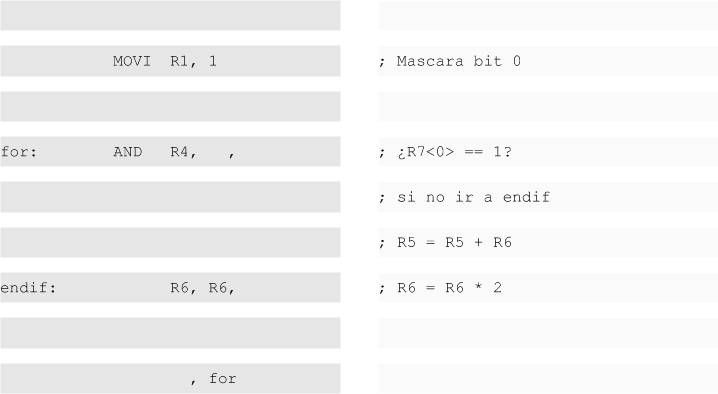 MOVI R1, 1 ; Mascara bit 0
for: AND R4, , ; ¿R7<0> == 1?
; si no ir a endif
; R5 = R5 + R6
endif: R6, R6, ; R6 = R6 * 2
, for